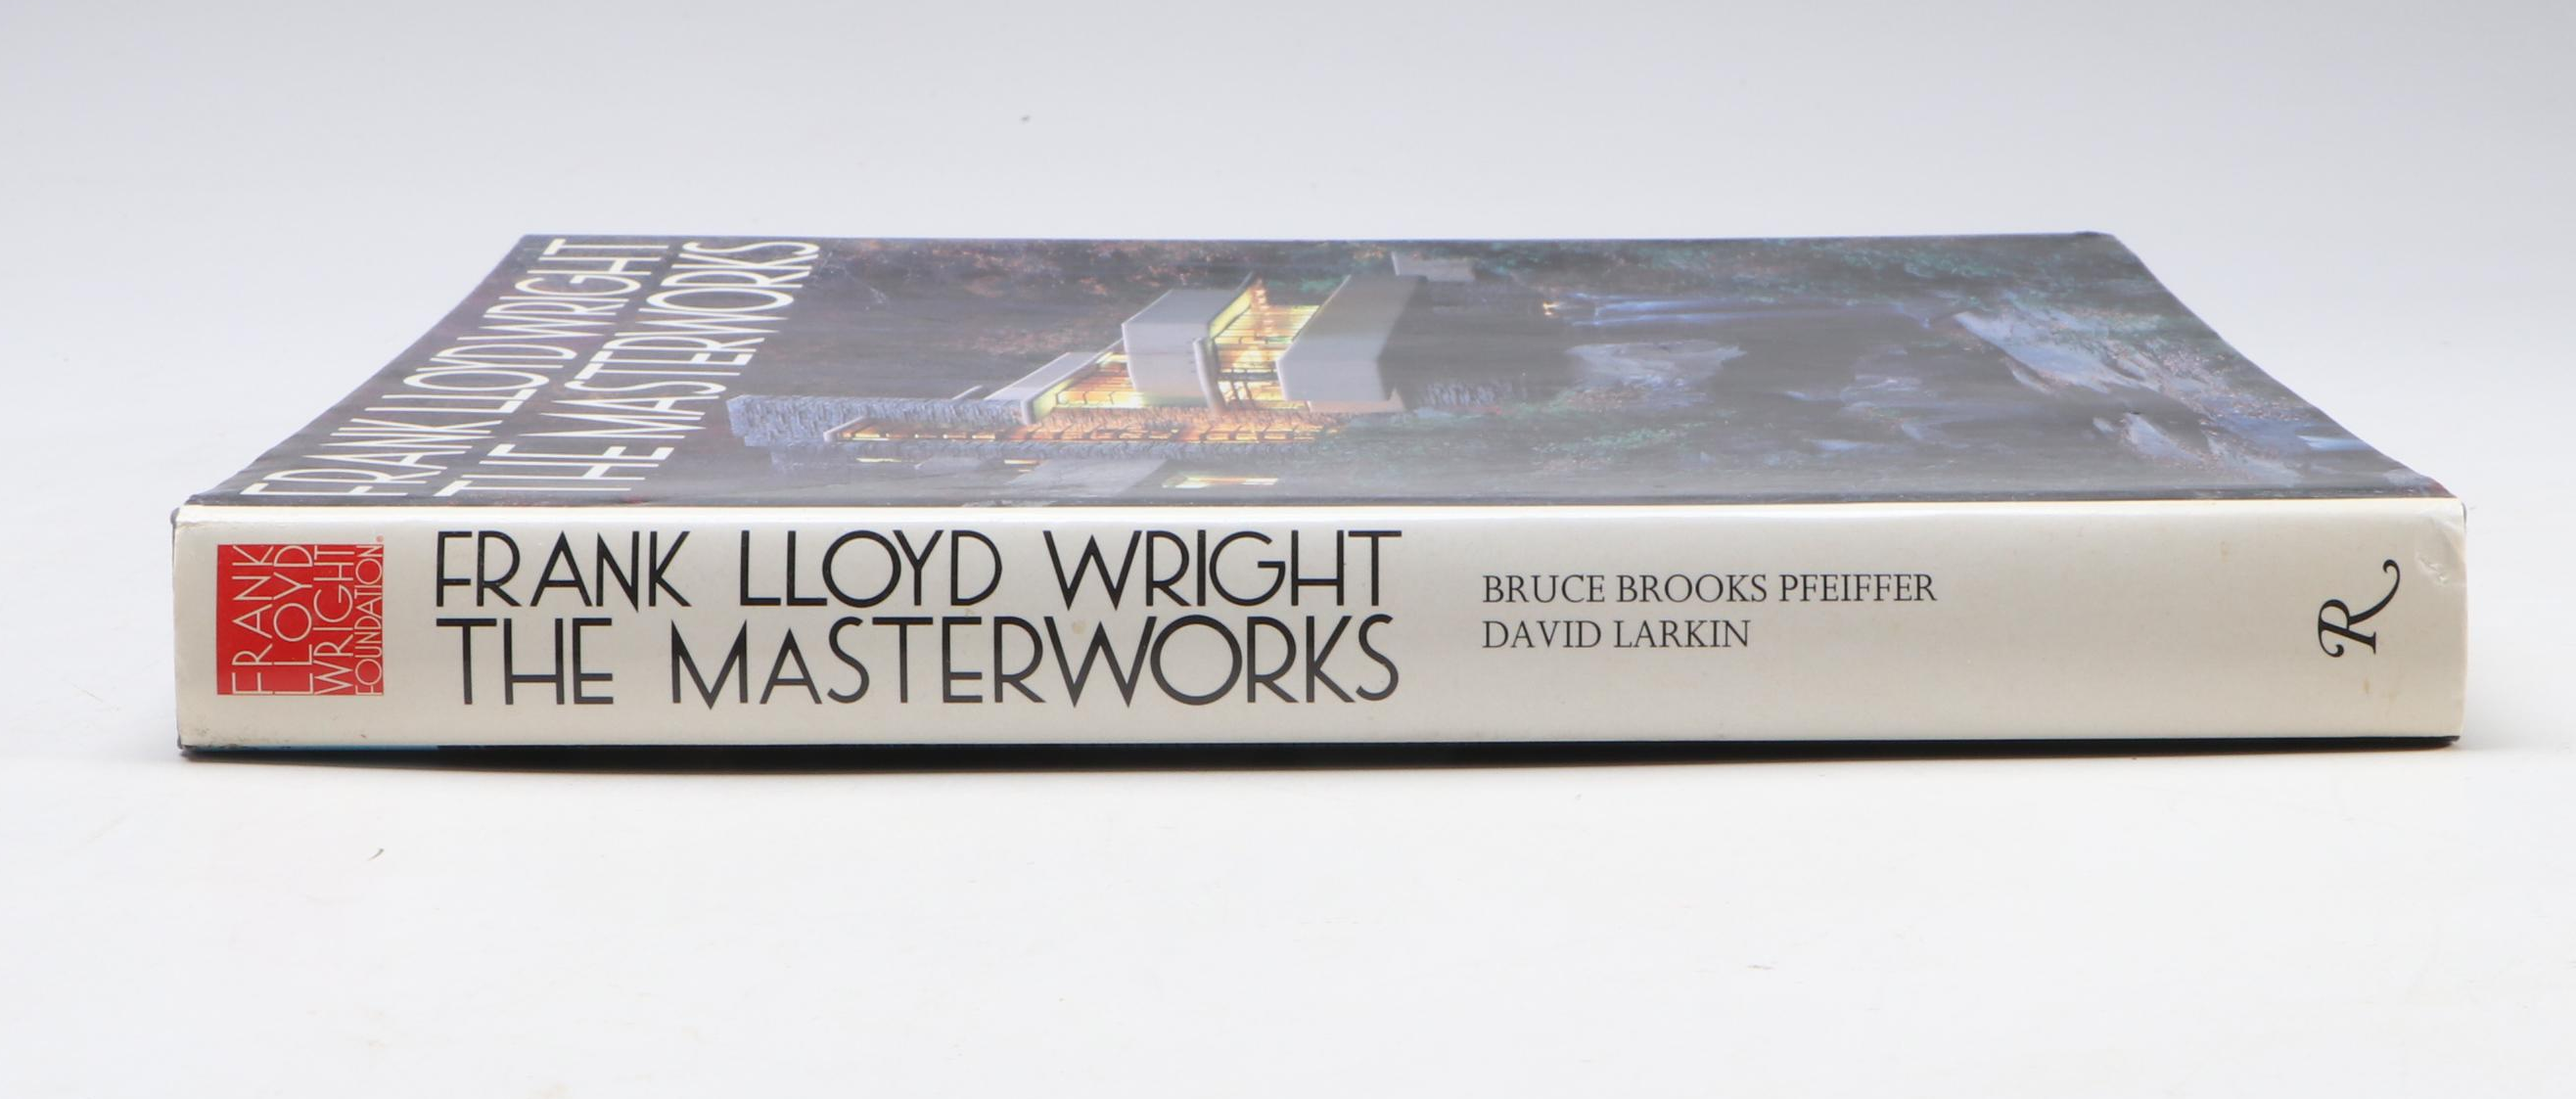 FRANK LLOYD WRIGHT
THE MASTERWORKS
FRANK
LLOYD
WRIGHT
FOUNDATION
FRANK LLOYD WRIGHT
THE MASTERWORKS
BRUCE BROOKS PFEIFFER
DAVID LARKIN
R